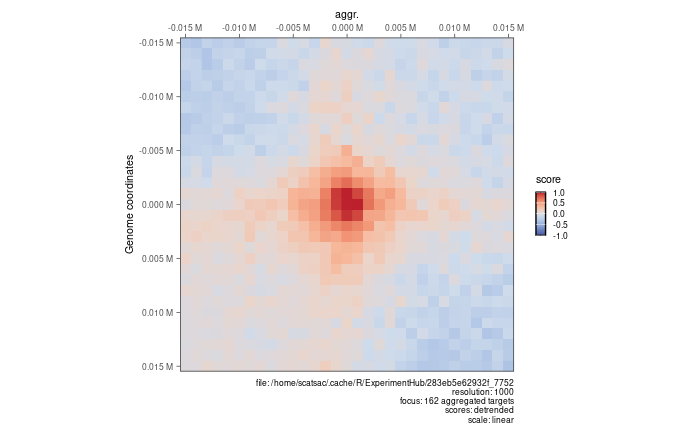 aggr.
-0.015 M -0.010 M -0.005 M 0.000 M 0.005 M 0.010 M 0.015 M
-0.015 M
-0.010 M
-0.005 M
0.000 M
0.005 M
0.010 M
0.015 M
Genome coordinates
score
1.0
0.5
0.0
-0.5
-1.0
file: /home/scatsac/.cache/R/ExperimentHub/283eb5e62932f_7752
resolution: 1000
focus: 162 aggregated targets
scores: detrended
scale: linear